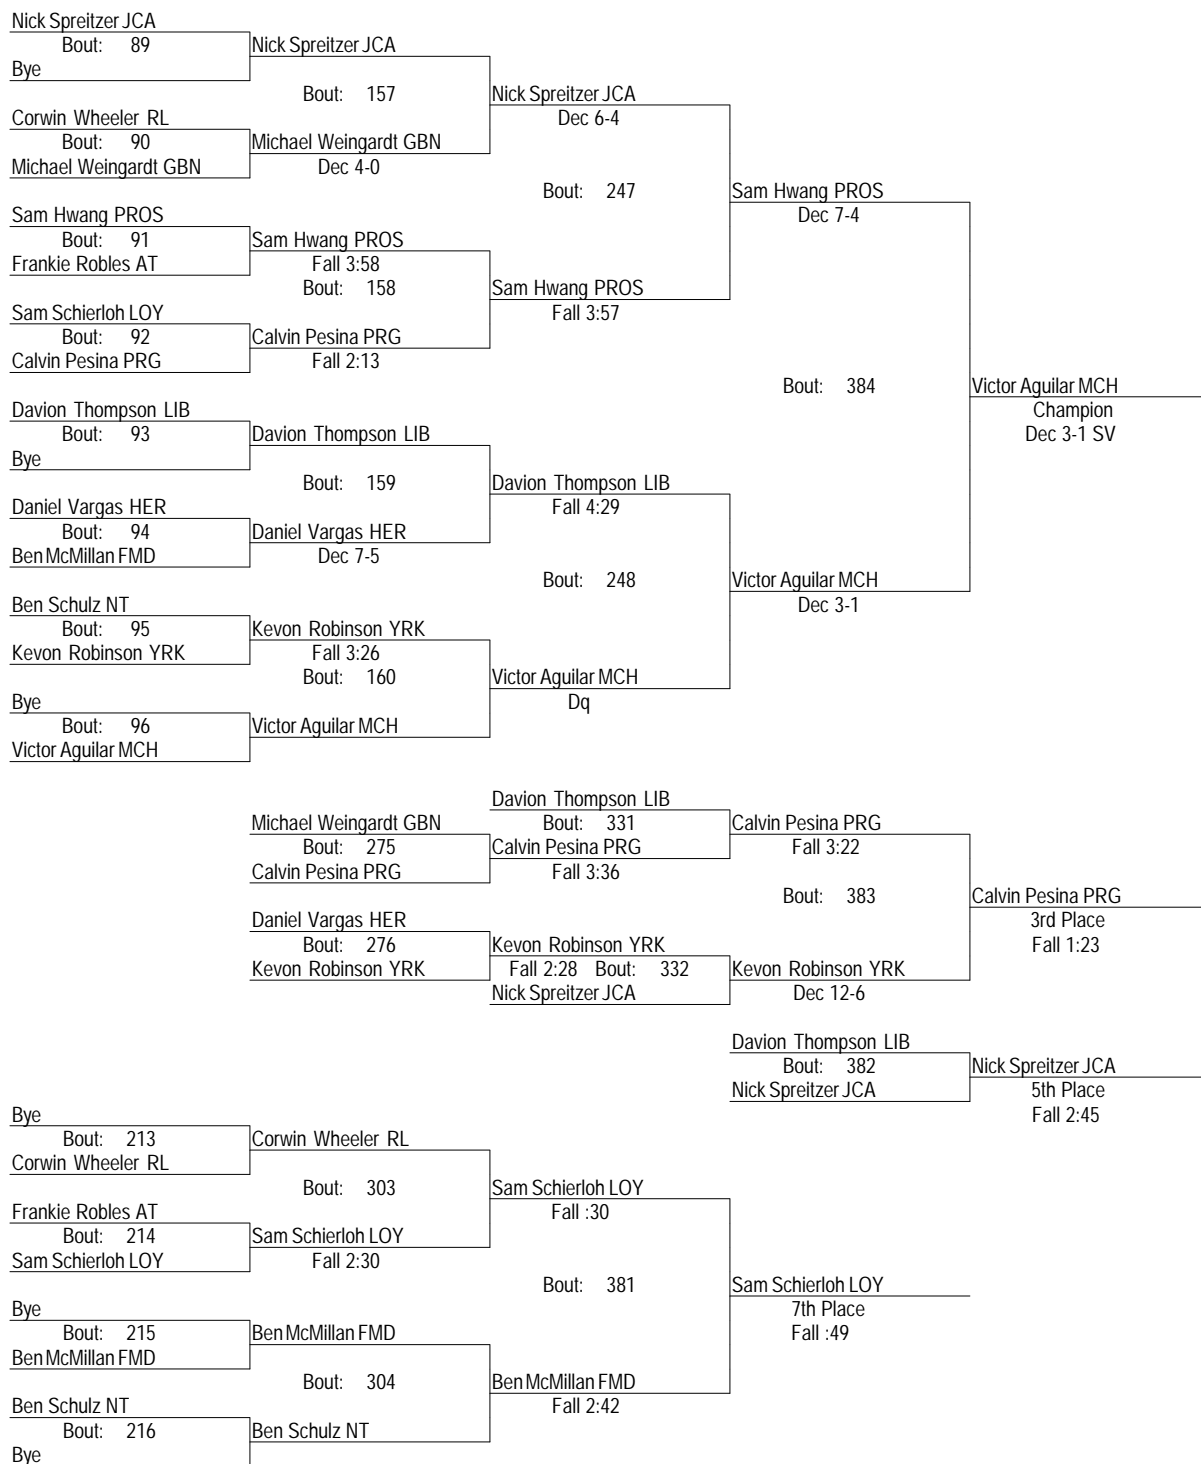 Nick Spreitzer JCA
Bout: 89
Nick Spreitzer JCA
Bye
Bout: 157
Nick Spreitzer JCA
Dec 6-4
Corwin Wheeler RL
Bout: 90
Michael Weingardt GBN
Michael Weingardt GBN
Dec 4-0
Bout: 247
Sam Hwang PROS
Dec 7-4
Sam Hwang PROS
Bout: 91
Sam Hwang PROS
Frankie Robles AT
Fall 3:58
Bout: 158
Sam Hwang PROS
Fall 3:57
Sam Schierloh LOY
Bout: 92
Calvin Pesina PRG
Calvin Pesina PRG
Fall 2:13
Bout: 384
Victor Aguilar MCH
Champion
Dec 3-1 SV
Davion Thompson LIB
Bout: 93
Davion Thompson LIB
Bye
Bout: 159
Davion Thompson LIB
Fall 4:29
Daniel Vargas HER
Bout: 94
Daniel Vargas HER
Ben McMillan FMD
Dec 7-5
Bout: 248
Victor Aguilar MCH
Dec 3-1
Ben Schulz NT
Bout: 95
Kevon Robinson YRK
Kevon Robinson YRK
Fall 3:26
Bout: 160
Victor Aguilar MCH
Dq
Bye
Bout: 96
Victor Aguilar MCH
Victor Aguilar MCH
Davion Thompson LIB
Michael Weingardt GBN
Bout: 331
Calvin Pesina PRG
Bout: 275
Calvin Pesina PRG
Fall 3:22
Calvin Pesina PRG
Fall 3:36
Bout: 383
Calvin Pesina PRG
3rd Place
Fall 1:23
Daniel Vargas HER
Bout: 276
Kevon Robinson YRK
Kevon Robinson YRK
Fall 2:28 Bout: 332
Kevon Robinson YRK
Nick Spreitzer JCA
Dec 12-6
Davion Thompson LIB
Bout: 382
Nick Spreitzer JCA
Nick Spreitzer JCA
5th Place
Fall 2:45
Bye
Bout: 213
Corwin Wheeler RL
Corwin Wheeler RL
Bout: 303
Sam Schierloh LOY
Fall :30
Frankie Robles AT
Bout: 214
Sam Schierloh LOY
Sam Schierloh LOY
Fall 2:30
Bout: 381
Sam Schierloh LOY
7th Place
Fall :49
Bye
Bout: 215
Ben McMillan FMD
Ben McMillan FMD
Bout: 304
Ben McMillan FMD
Fall 2:42
Ben Schulz NT
Bout: 216
Ben Schulz NT
Bye